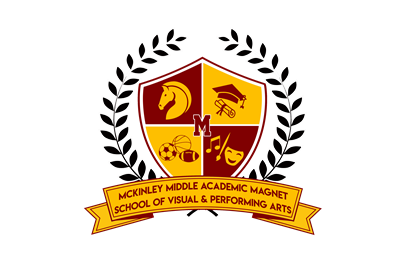 M
MCKINLEY MIDDLE ACADEMIC MAGNET
SCHOOL OF VISUAL & PERFORMING ARTS